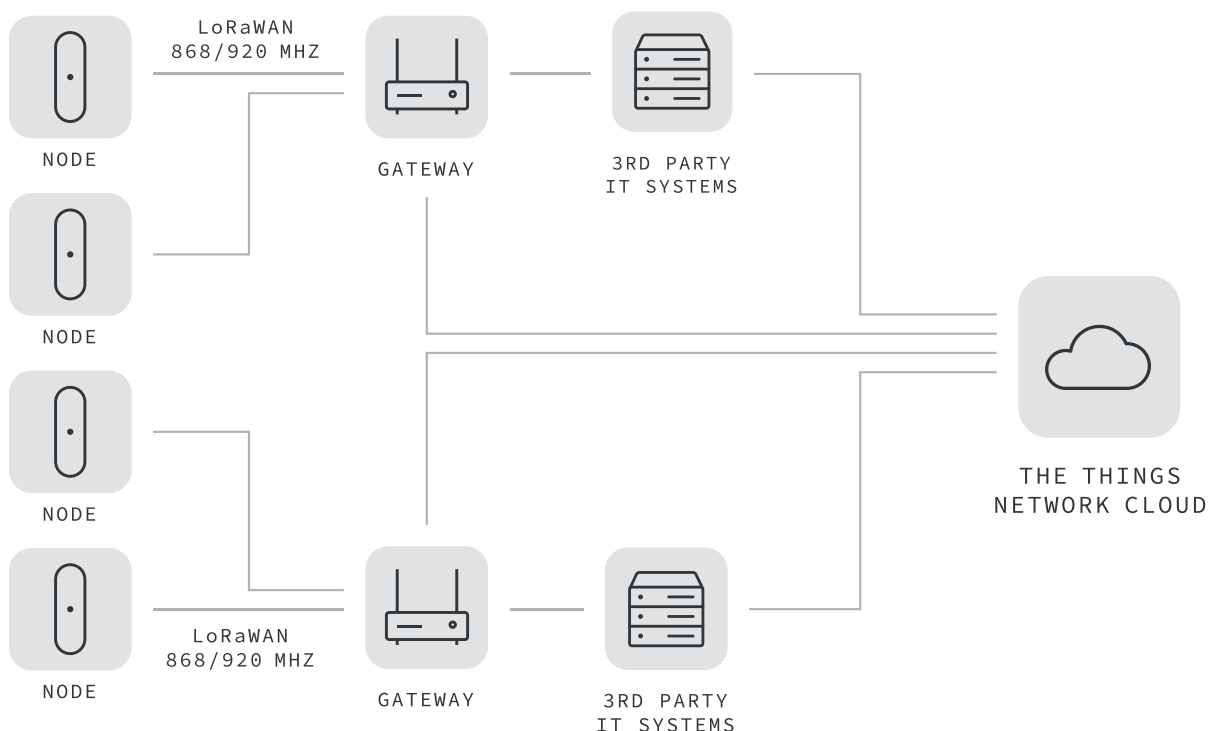 LoRaWAN
868/920 MHZ
NODE
GATEWAY
3RD PARTY
IT SYSTEMS
NODE
THE THINGS
NETWORK CLOUD
NODE
LoRaWAN
868/920 MHZ
NODE
GATEWAY
3RD PARTY
IT SYSTEMS